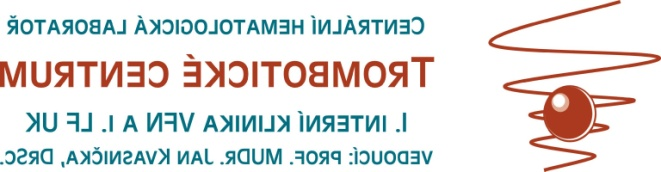 Centrální hematologická laboratoř
Trombotické centrum
I. interní klinika VFN a I. LF UK
vedoucí: prof. MUDr. Jan Kvasnička, DrSc.